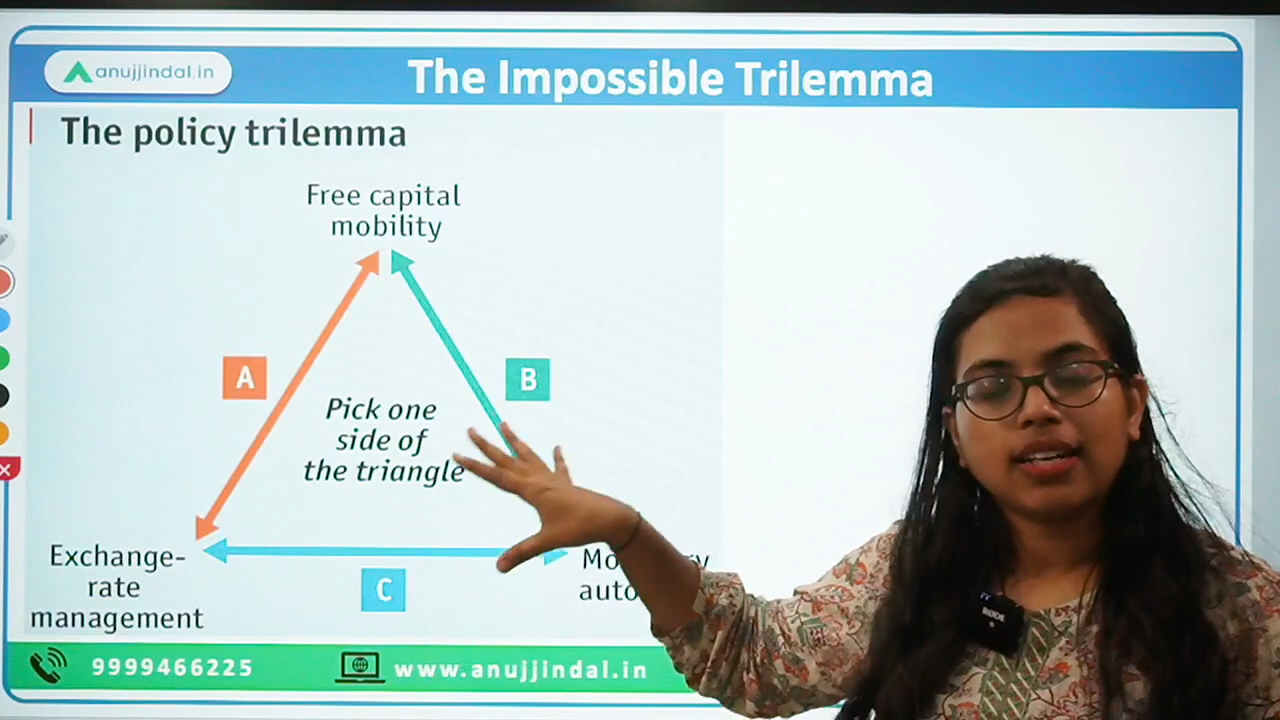 anujjindal.in
The Impossible Trilemma
The policy trilemma
Free capital
mobility
A
B
Pick one
side of
the triangle
Exchange-
rate
management
C
9999466225
www.anujjindal.in
RODE